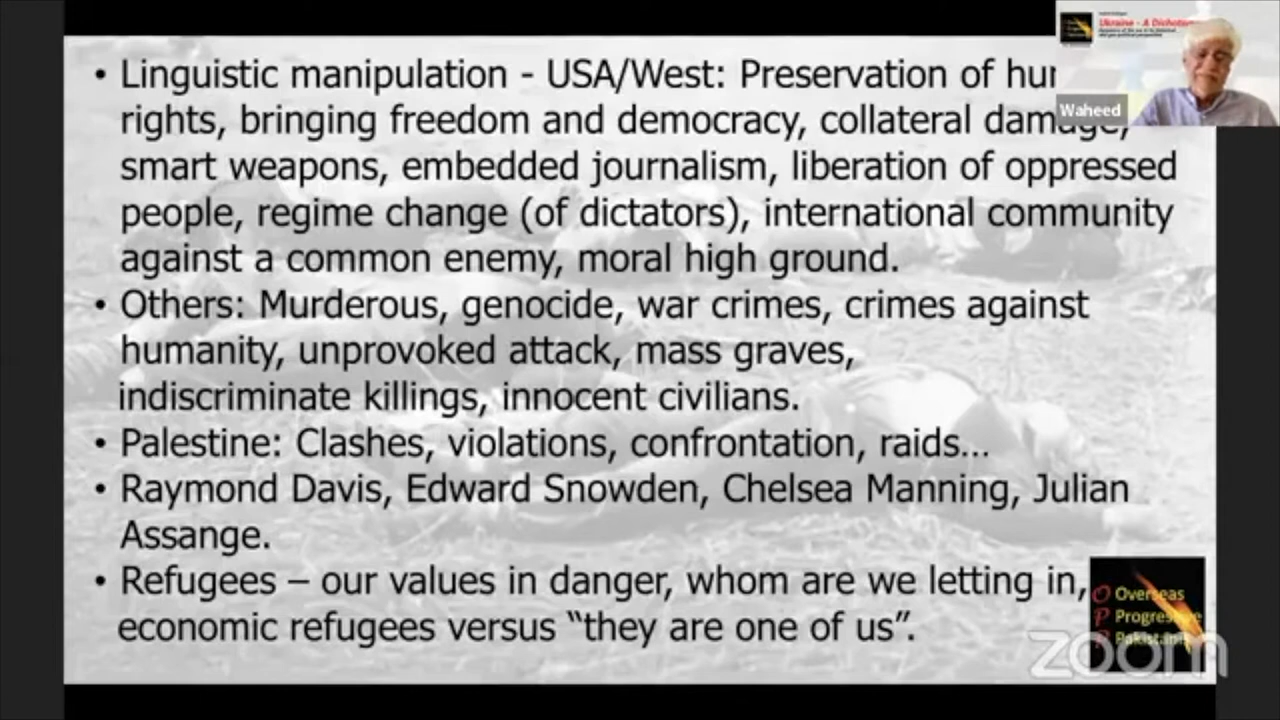 • Linguistic manipulation - USA/West: Preservation of hu
rights, bringing freedom and democracy, collateral damage,
smart weapons, embedded journalism, liberation of oppressed
people, regime change (of dictators), international community
against a common enemy, moral high ground.
• Others: Murderous, genocide, war crimes, crimes against
humanity, unprovoked attack, mass graves,
indiscriminate killings, innocent civilians.
• Palestine: Clashes, violations, confrontation, raids...
• Raymond Davis, Edward Snowden, Chelsea Manning, Julian
Assange.
• Refugees – our values in danger, whom are we letting in,
economic refugees versus “they are one of us”.
Ukraine - A Dichotomy
Waheed
Overseas
Progressive
Pakistanis
zoom